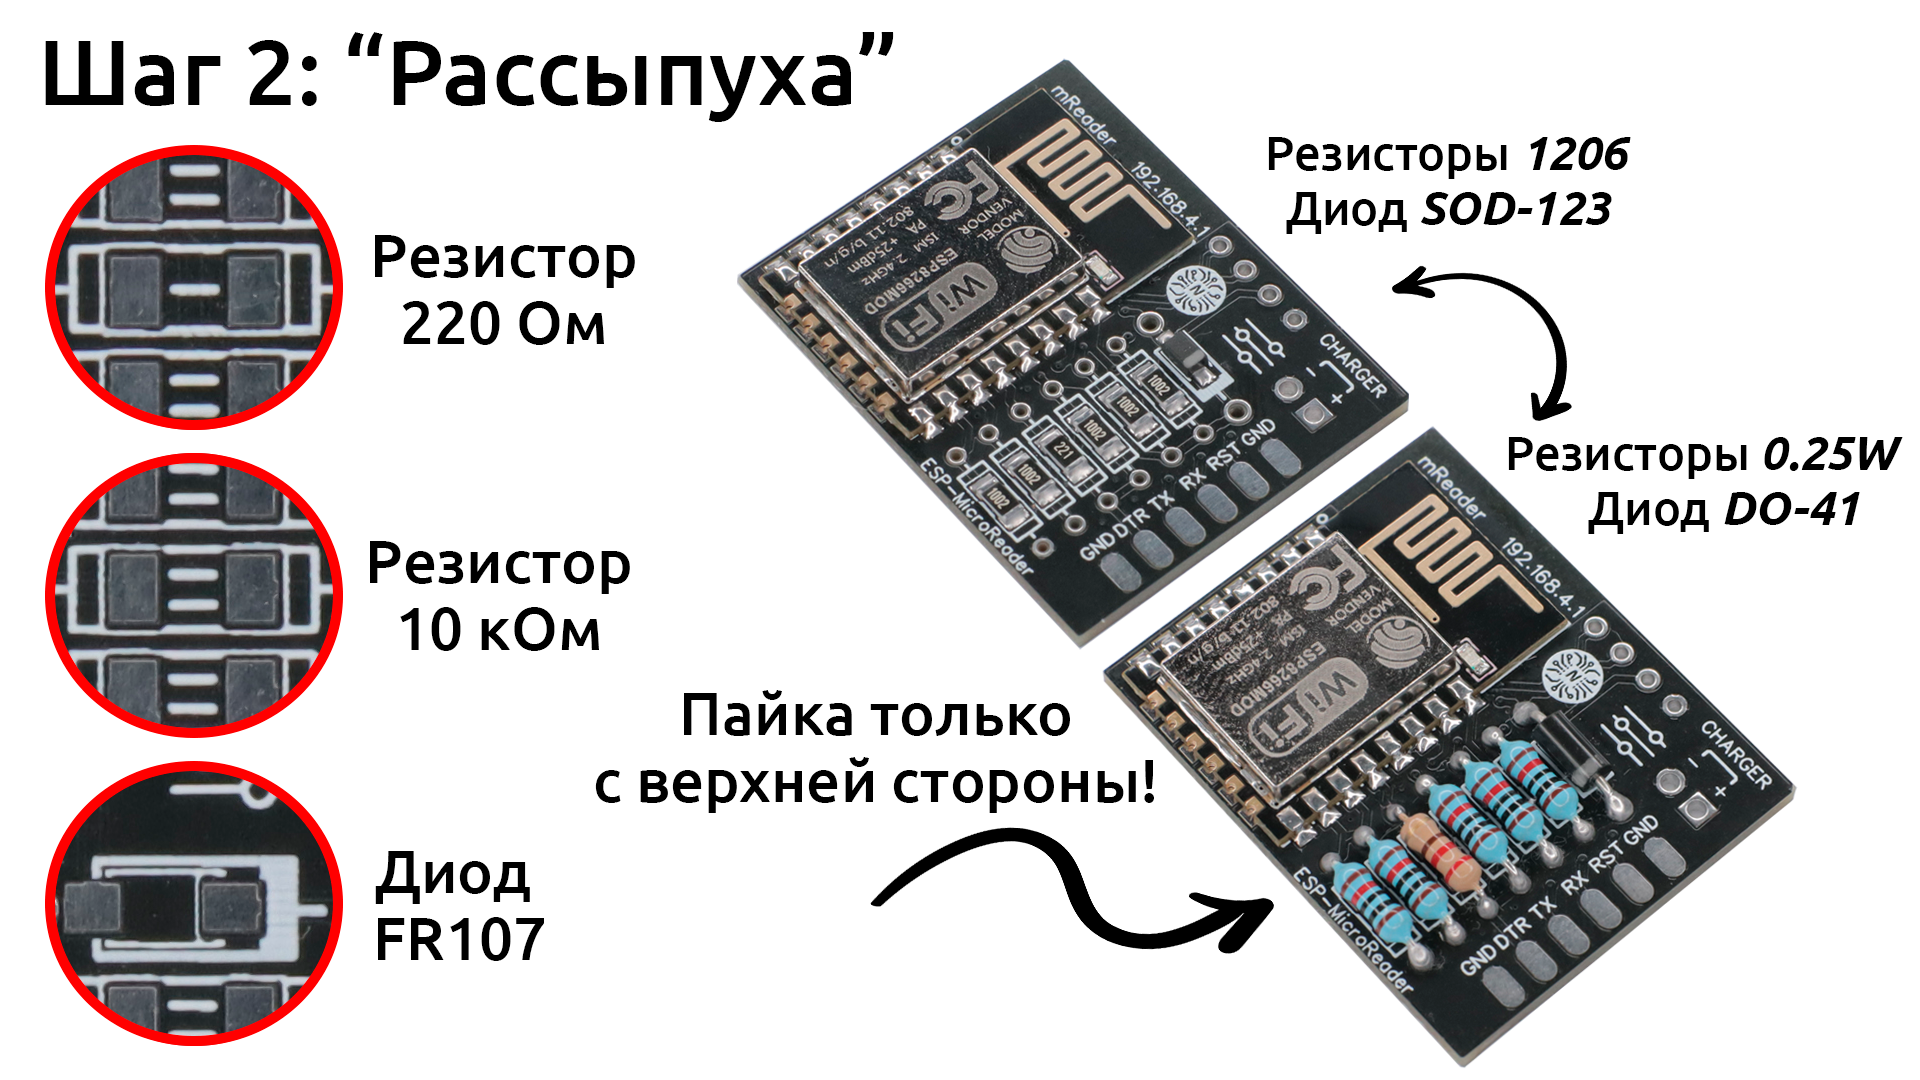 Шаг 2: “Рассыпуха”
Резистор
220 Ом
Резистор
10 кОм
Диод
FR107
Резисторы 1206
Диод SOD-123
Резисторы 0.25W
Диод DO-41
Пайка только
с верхней стороны!
mReader
192.168.4.1
FC
MODEL
VENDOR
ISM 2.4GHz
PA +25dBm
802.11b/g/n
WiFi
ESP8266MOD
CHARGER
- +
1002
1002
1002
221
1002
1002
ESP-MicroReader
GND DTR TX RX RST GND
mReader
192.168.4.1
FC
MODEL
VENDOR
ISM 2.4GHz
PA +25dBm
802.11b/g/n
WiFi
ESP8266MOD
CHARGER
- +
ESP-MicroReader
GND DTR TX RX RST GND